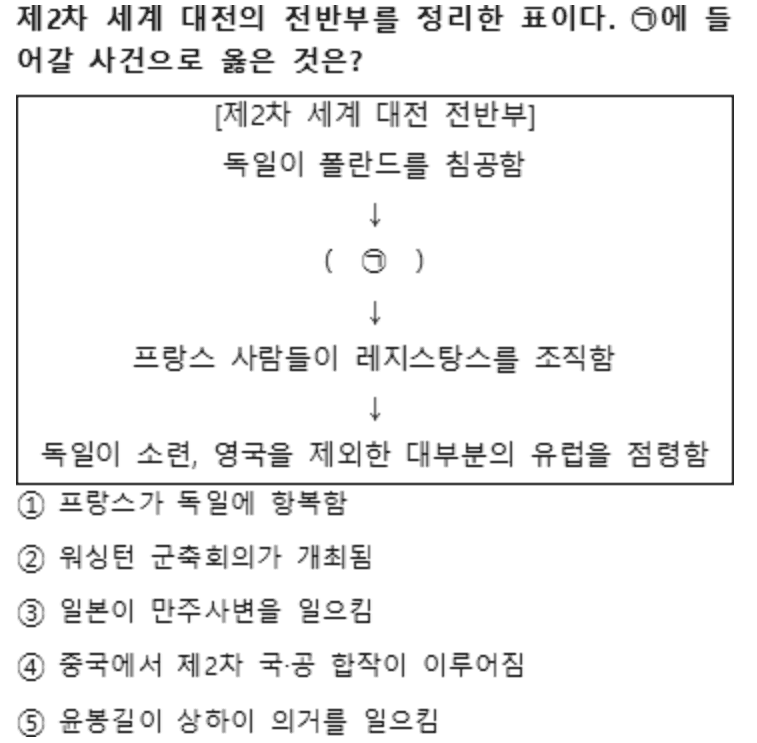 제2차 세계 대전의 전반부를 정리한 표이다. ㉠에 들
어갈 사건으로 옳은 것은?
[제2차 세계 대전 전반부]
독일이 폴란드를 침공함
↓
( ㉠ )
↓
프랑스 사람들이 레지스탕스를 조직함
↓
독일이 소련, 영국을 제외한 대부분의 유럽을 점령함
① 프랑스가 독일에 항복함
② 워싱턴 군축회의가 개최됨
③ 일본이 만주사변을 일으킴
④ 중국에서 제2차 국·공 합작이 이루어짐
⑤ 윤봉길이 상하이 의거를 일으킴